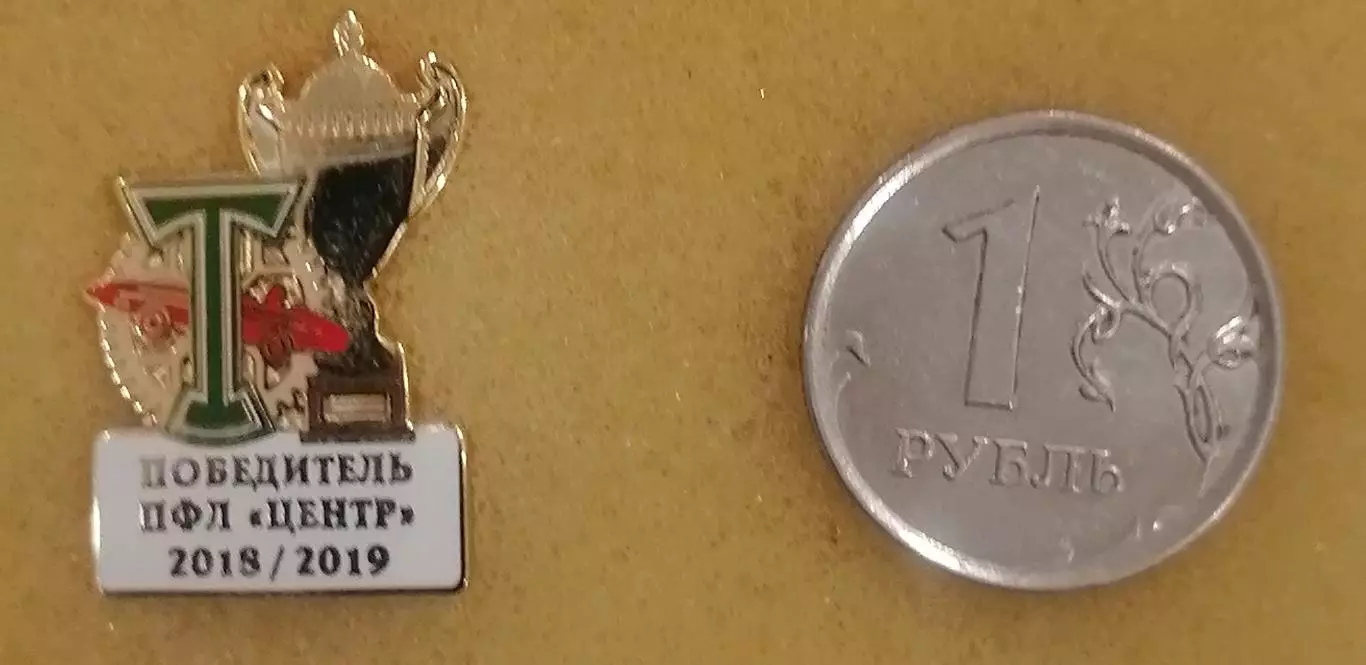 Т
ПОБЕДИТЕЛЬ
ПФЛ «ЦЕНТР»
2018/2019
1
РУБЛЬ